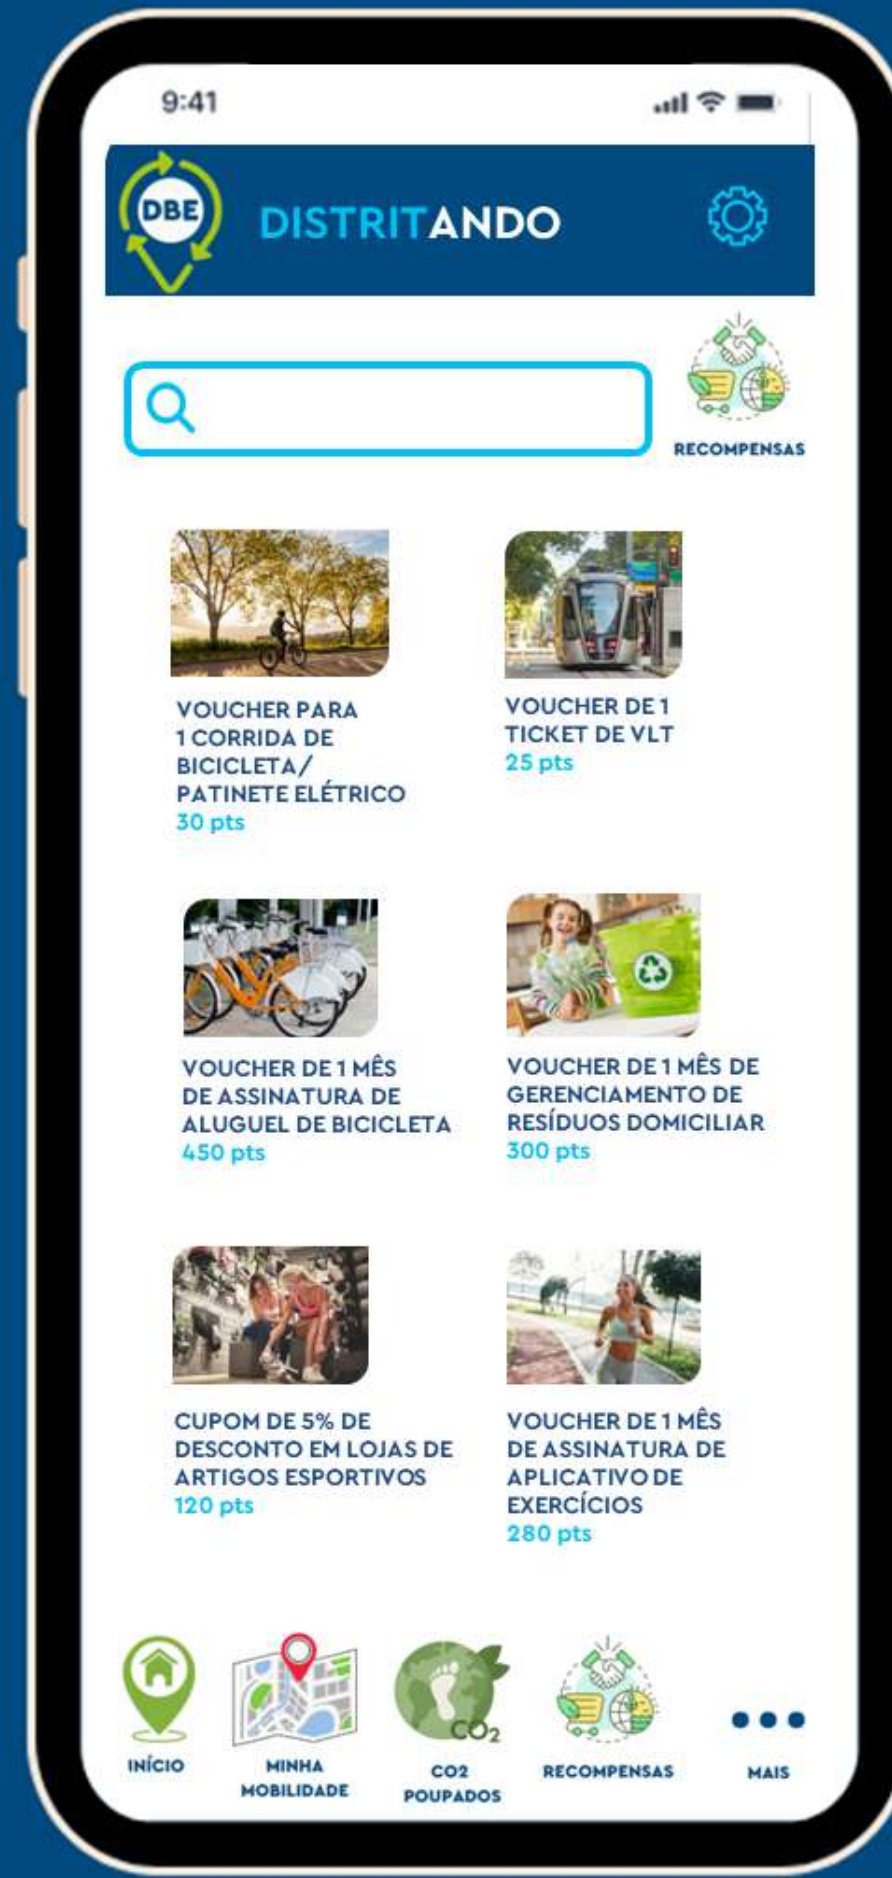 9:41
DBE
DISTRITANDO
RECOMPENSAS
VOUCHER PARA
1 CORRIDA DE
BICICLETA/
PATINETE ELÉTRICO
30 pts
VOUCHER DE 1
TICKET DE VLT
25 pts
VOUCHER DE 1 MÊS
DE ASSINATURA DE
ALUGUEL DE BICICLETA
450 pts
VOUCHER DE 1 MÊS DE
GERENCIAMENTO DE
RESÍDUOS DOMICILIAR
300 pts
CUPOM DE 5% DE
DESCONTO EM LOJAS DE
ARTIGOS ESPORTIVOS
120 pts
VOUCHER DE 1 MÊS
DE ASSINATURA DE
APLICATIVO DE
EXERCÍCIOS
280 pts
CO2
INÍCIO
MINHA
MOBILIDADE
CO2
POUPADOS
RECOMPENSAS
MAIS